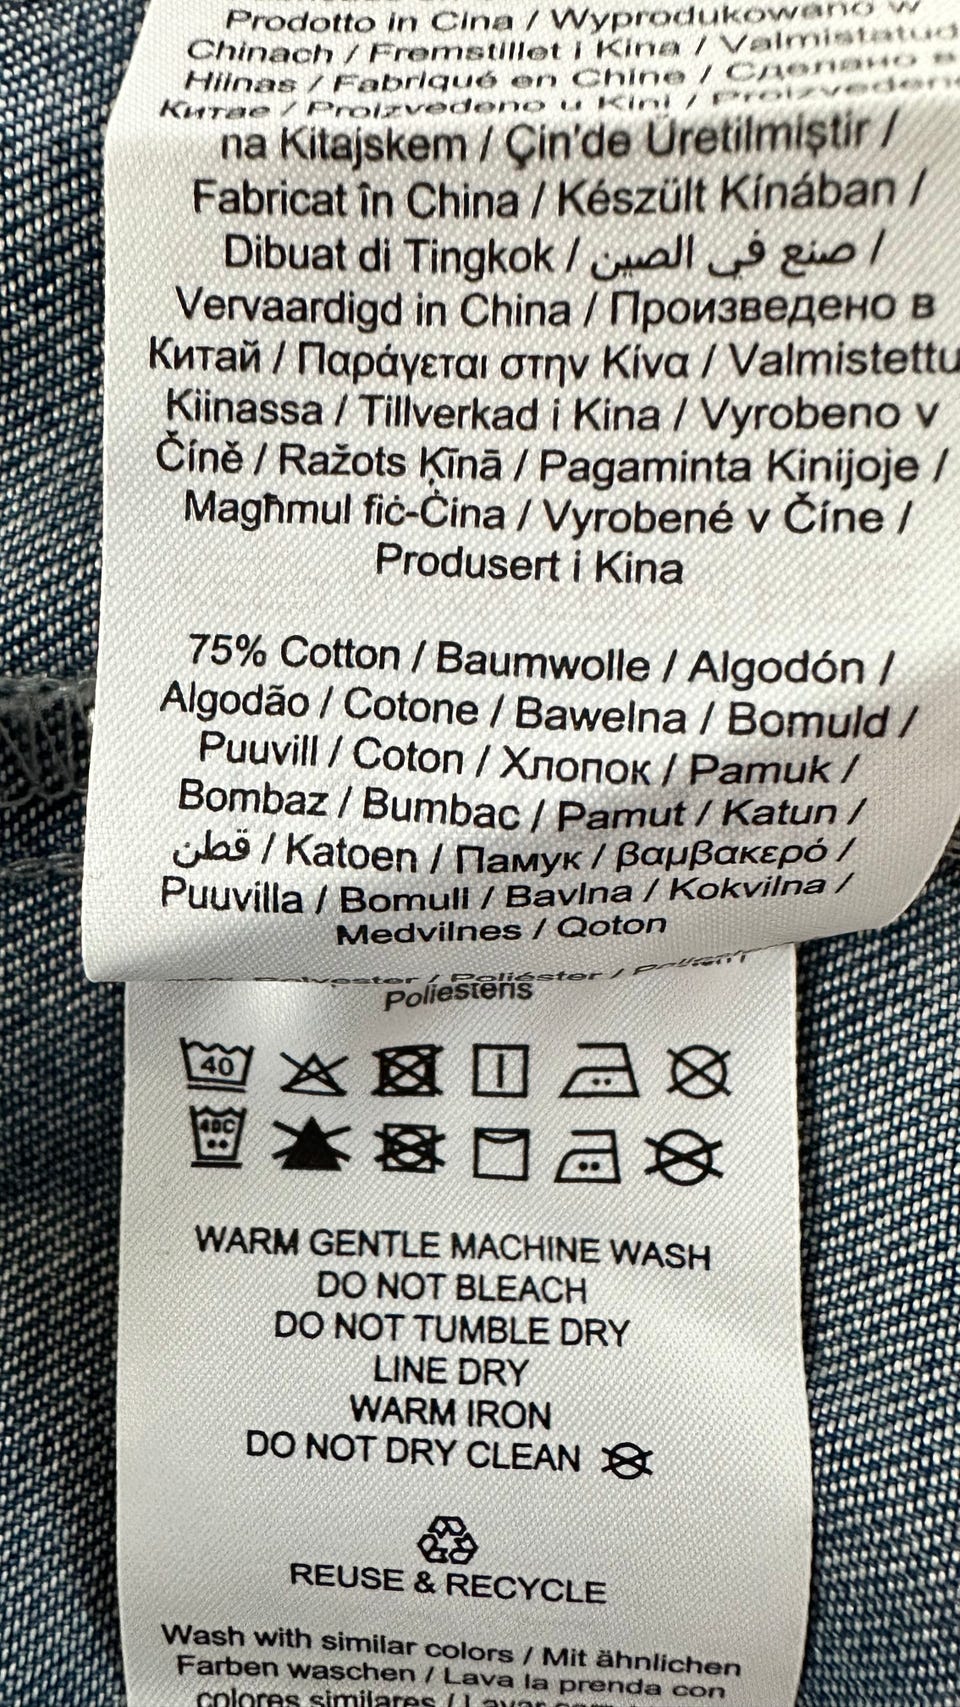 Prodotto in Cina / Wyprodukowano w
Chinach / Fremstillet i Kina / Valmistatud
Hiinas / Fabriqué en Chine / Сделано в
Китае / Proizvedeno u Kini / Proizvedeno
na Kitajskem / Çin'de Üretilmiştir /
Fabricat în China / Készült Kínában /
Dibuat di Tingkok / صنع في الصين /
Vervaardigd in China / Произведено в
Китай / Παράγεται στην Κίνα / Valmistettu
Kiinassa / Tillverkad i Kina / Vyrobeno v
Číně / Ražots Ķīnā / Pagaminta Kinijoje /
Magħmul fiċ-Ċina / Vyrobené v Číne /
Produsert i Kina
75% Cotton / Baumwolle / Algodón /
Algodão / Cotone / Bawełna / Bomuld /
Puuvill / Coton / Хлопок / Pamuk /
Bombaz / Bumbac / Pamut / Katun /
قطن / Katoen / Памук / βαμβακερό /
Puuvilla / Bomull / Bavlna / Kokvilna /
Medvilnes / Qoton
Polyester / Poliéster /
Poliesteris
40
40C
WARM GENTLE MACHINE WASH
DO NOT BLEACH
DO NOT TUMBLE DRY
LINE DRY
WARM IRON
DO NOT DRY CLEAN
REUSE & RECYCLE
Wash with similar colors / Mit ähnlichen
Farben waschen / Lava la prenda con
colores similares /